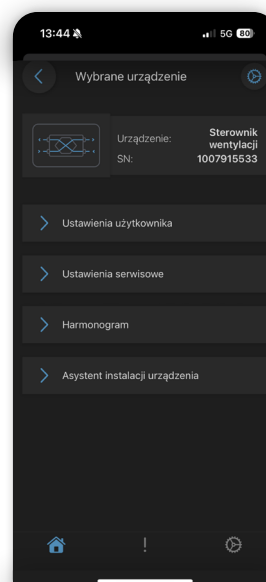 13:44
5G 80
Wybrane urządzenie
Urządzenie: Sterownik wentylacji
SN: 1007915533
Ustawienia użytkownika
Ustawienia serwisowe
Harmonogram
Asystent instalacji urządzenia
!